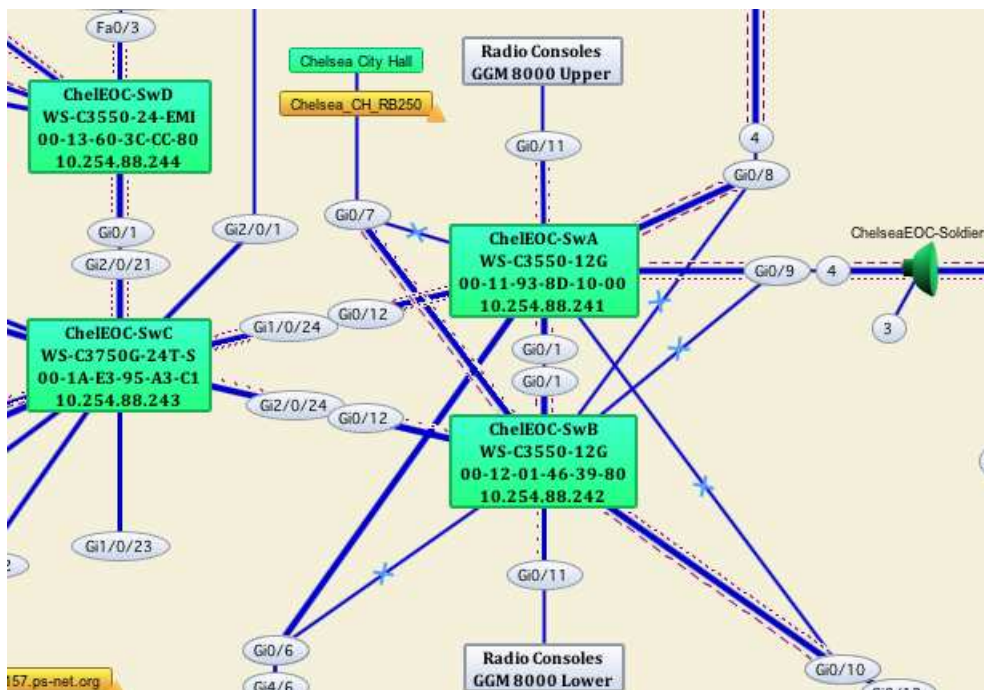 Fa0/3
Chelsea City Hall
Chelsea_CH_RB250
Radio Consoles
GGM 8000 Upper
ChelEOC-SwD
WS-C3550-24-EMI
00-13-60-3C-CC-80
10.254.88.244
Gi0/11
4
Gi0/8
Gi0/1
Gi2/0/21
Gi2/0/1
Gi0/7
ChelEOC-SwA
WS-C3550-12G
00-11-93-8D-10-00
10.254.88.241
ChelseaEOC-Soldier
Gi0/9
4
3
ChelEOC-SwC
WS-C3750G-24T-S
00-1A-E3-95-A3-C1
10.254.88.243
Gi1/0/24
Gi0/12
Gi0/1
Gi0/1
Gi2/0/24
Gi0/12
ChelEOC-SwB
WS-C3550-12G
00-12-01-46-39-80
10.254.88.242
Gi1/0/23
2
Gi0/11
Gi0/6
Gi4/6
Radio Consoles
GGM 8000 Lower
Gi0/10
157.ps-net.org